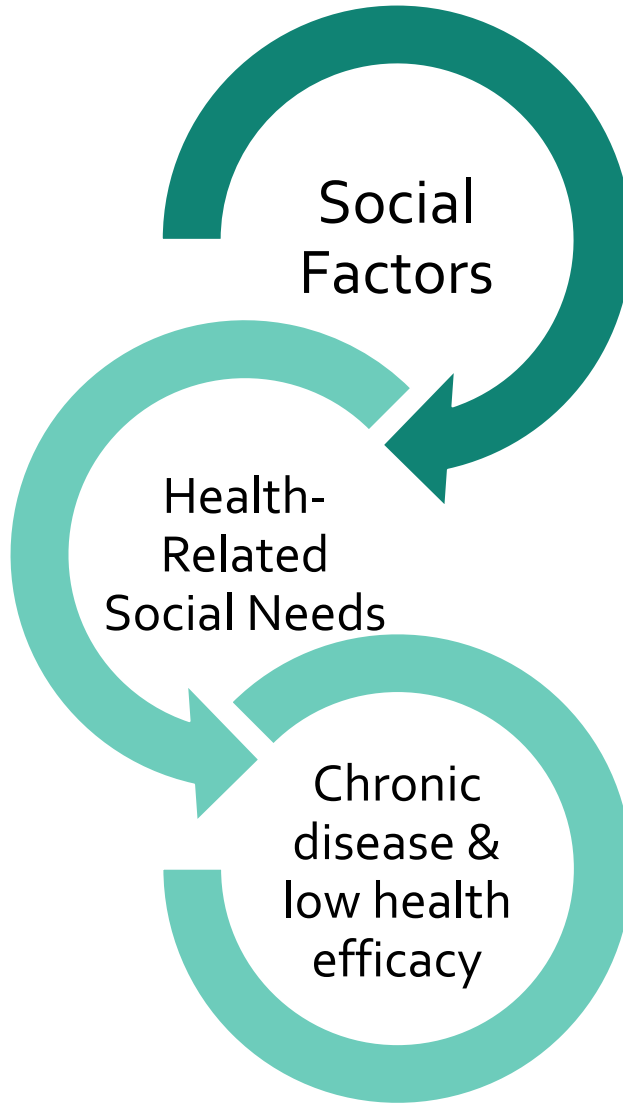 Social
Factors
Health-
Related
Social Needs
Chronic
disease &
low health
efficacy